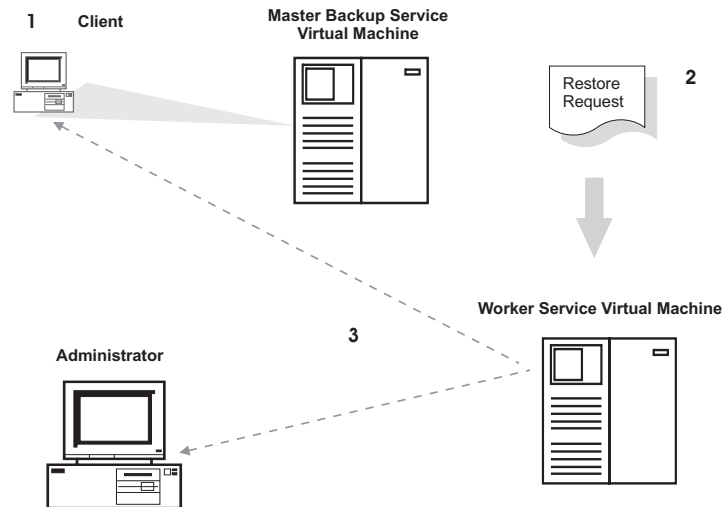 1 Client
Master Backup Service
Virtual Machine
Restore
Request
2
Worker Service Virtual Machine
3
Administrator